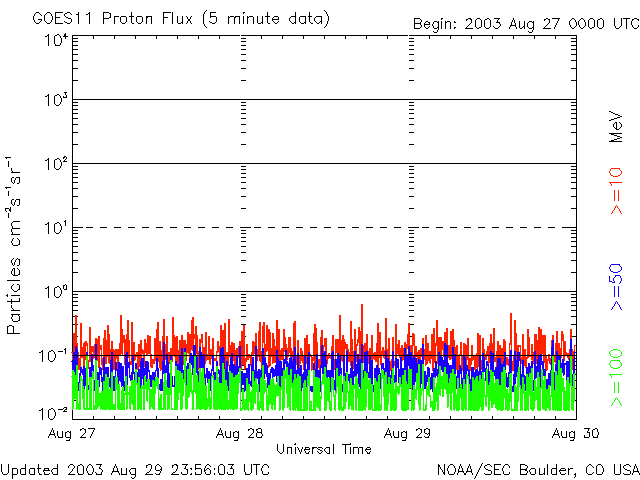 GOES11 Proton Flux (5 minute data)
Begin: 2003 Aug 27 0000 UTC
Particles cm⁻²s⁻¹sr⁻¹
10⁴
10³
10²
10¹
10⁰
10⁻¹
10⁻²
Aug 27
Aug 28
Aug 29
Aug 30
Universal Time
MeV
>=10
>=50
>=100
Updated 2003 Aug 29 23:56:03 UTC
NOAA/SEC Boulder, CO USA